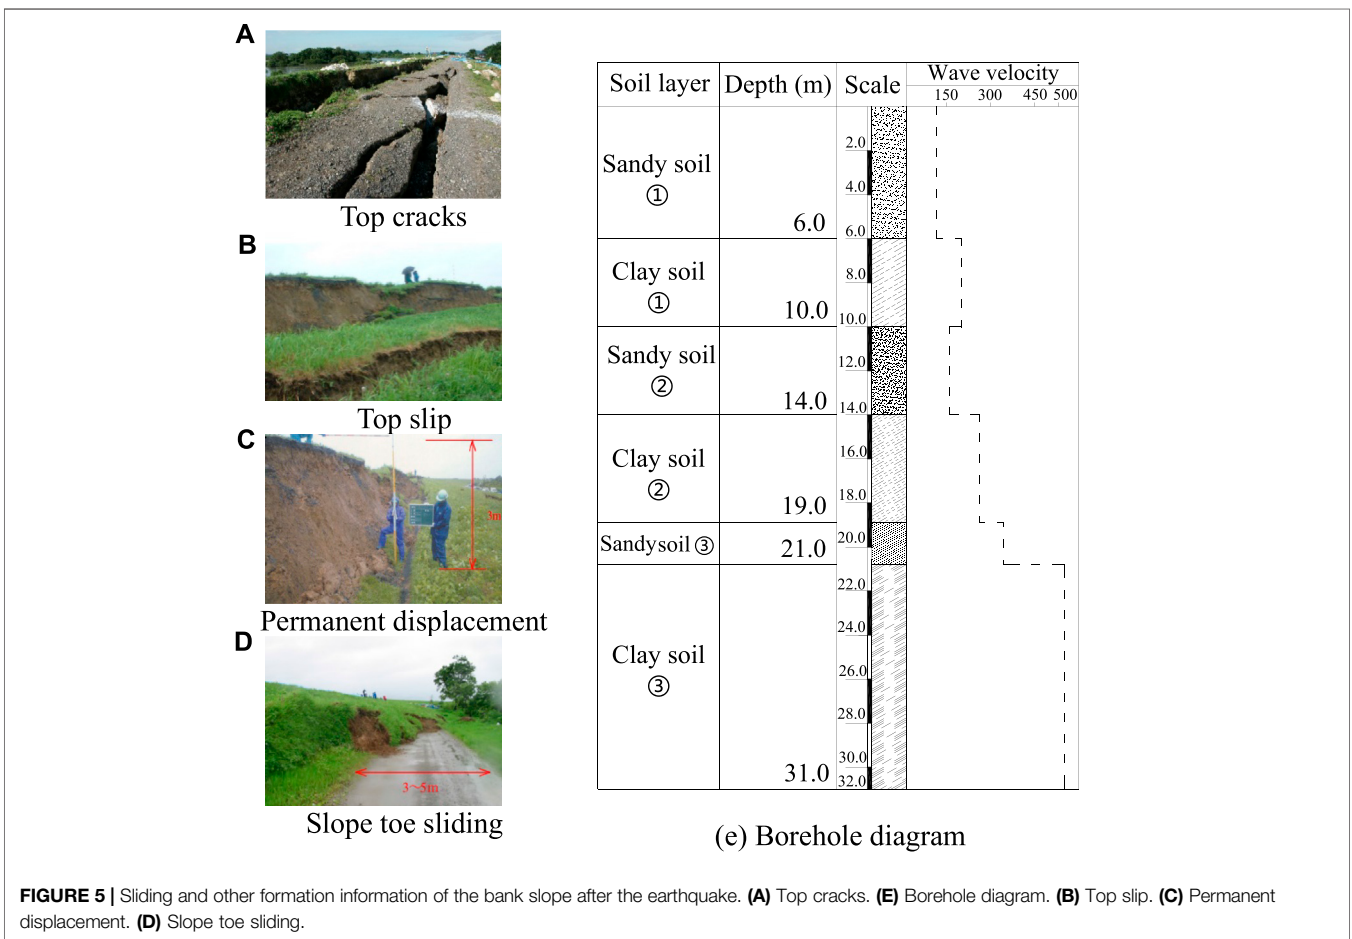 A
Top cracks
B
Top slip
C
3m
Permanent displacement
D
3~5m
Slope toe sliding
Soil layer Depth (m) Scale Wave velocity
150 300 450 500
Sandy soil
①
6.0
Clay soil
①
10.0
Sandy soil
②
14.0
Clay soil
②
19.0
Sandysoil ③
21.0
Clay soil
③
31.0
2.0
4.0
6.0
8.0
10.0
12.0
14.0
16.0
18.0
20.0
22.0
24.0
26.0
28.0
30.0
32.0
(e) Borehole diagram
FIGURE 5 | Sliding and other formation information of the bank slope after the earthquake. (A) Top cracks. (E) Borehole diagram. (B) Top slip. (C) Permanent
displacement. (D) Slope toe sliding.